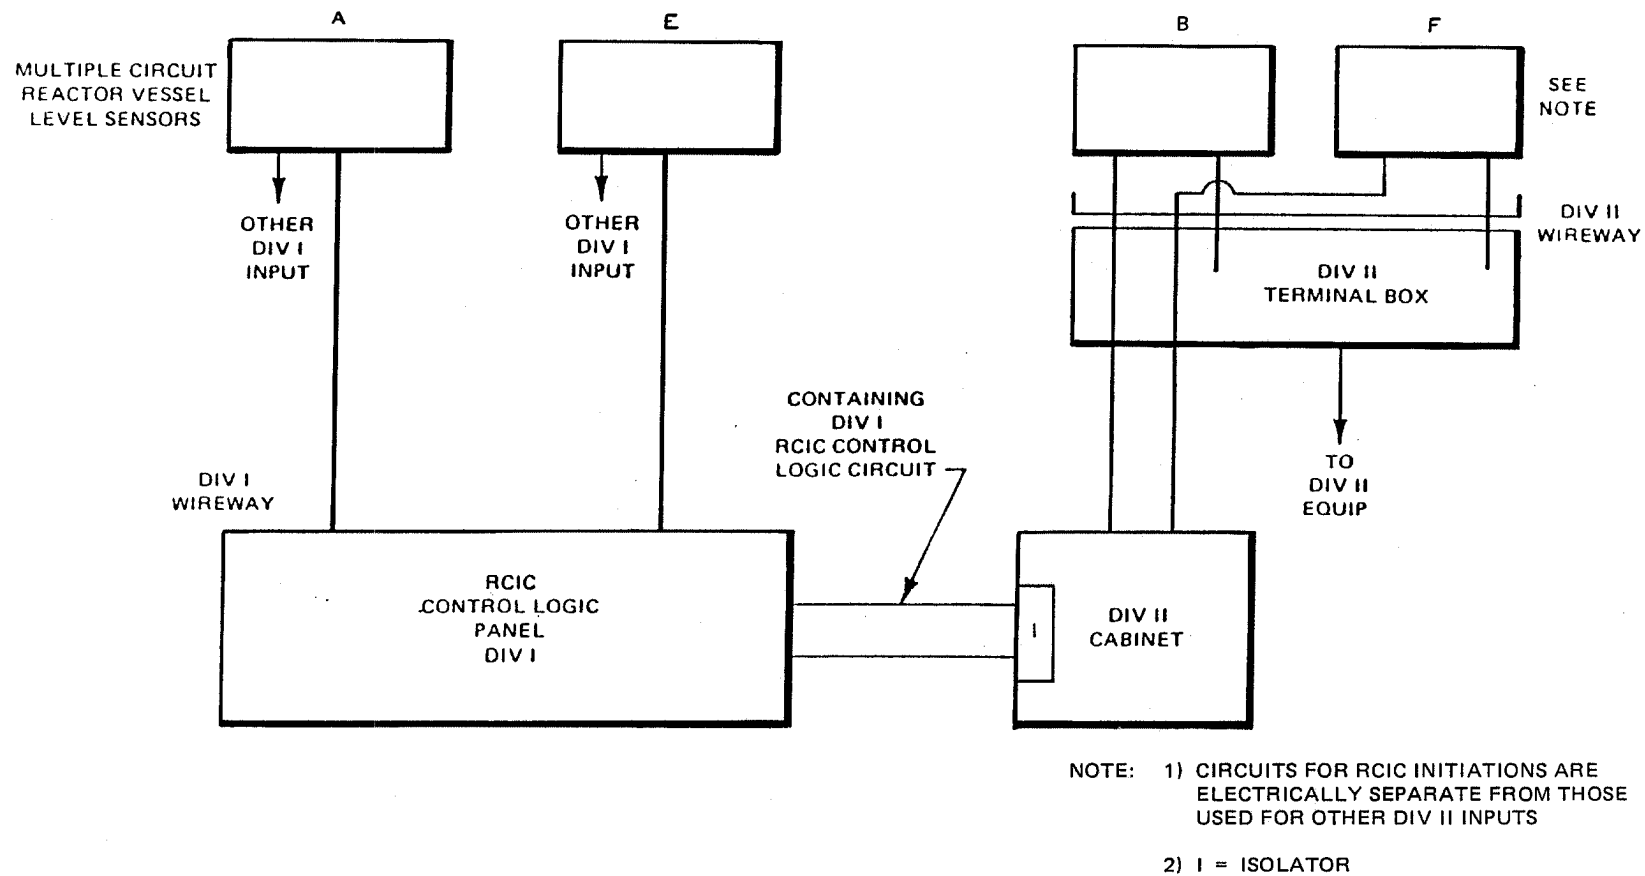 A
E
B
F
MULTIPLE CIRCUIT
REACTOR VESSEL
LEVEL SENSORS
SEE
NOTE
OTHER
DIV I
INPUT
OTHER
DIV I
INPUT
DIV II
WIREWAY
DIV II
TERMINAL BOX
CONTAINING
DIV I
RCIC CONTROL
LOGIC CIRCUIT
TO
DIV II
EQUIP
DIV I
WIREWAY
RCIC
CONTROL LOGIC
PANEL
DIV I
I
DIV II
CABINET
NOTE: 1) CIRCUITS FOR RCIC INITIATIONS ARE
ELECTRICALLY SEPARATE FROM THOSE
USED FOR OTHER DIV II INPUTS
2) I = ISOLATOR